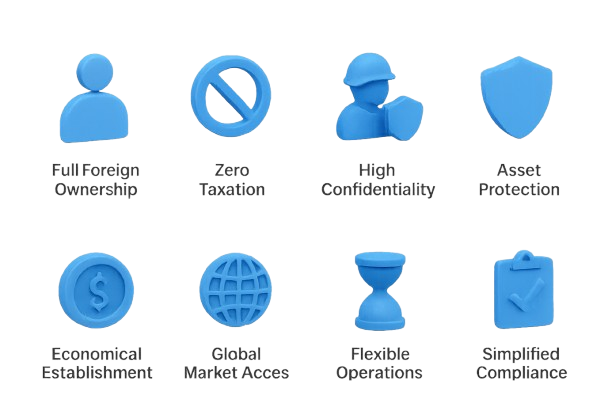 Full Foreign
Ownership
Zero
Taxation
High
Confidentiality
Asset
Protection
$
Economical
Establishment
Global
Market Acces
Flexible
Operations
Simplified
Compliance